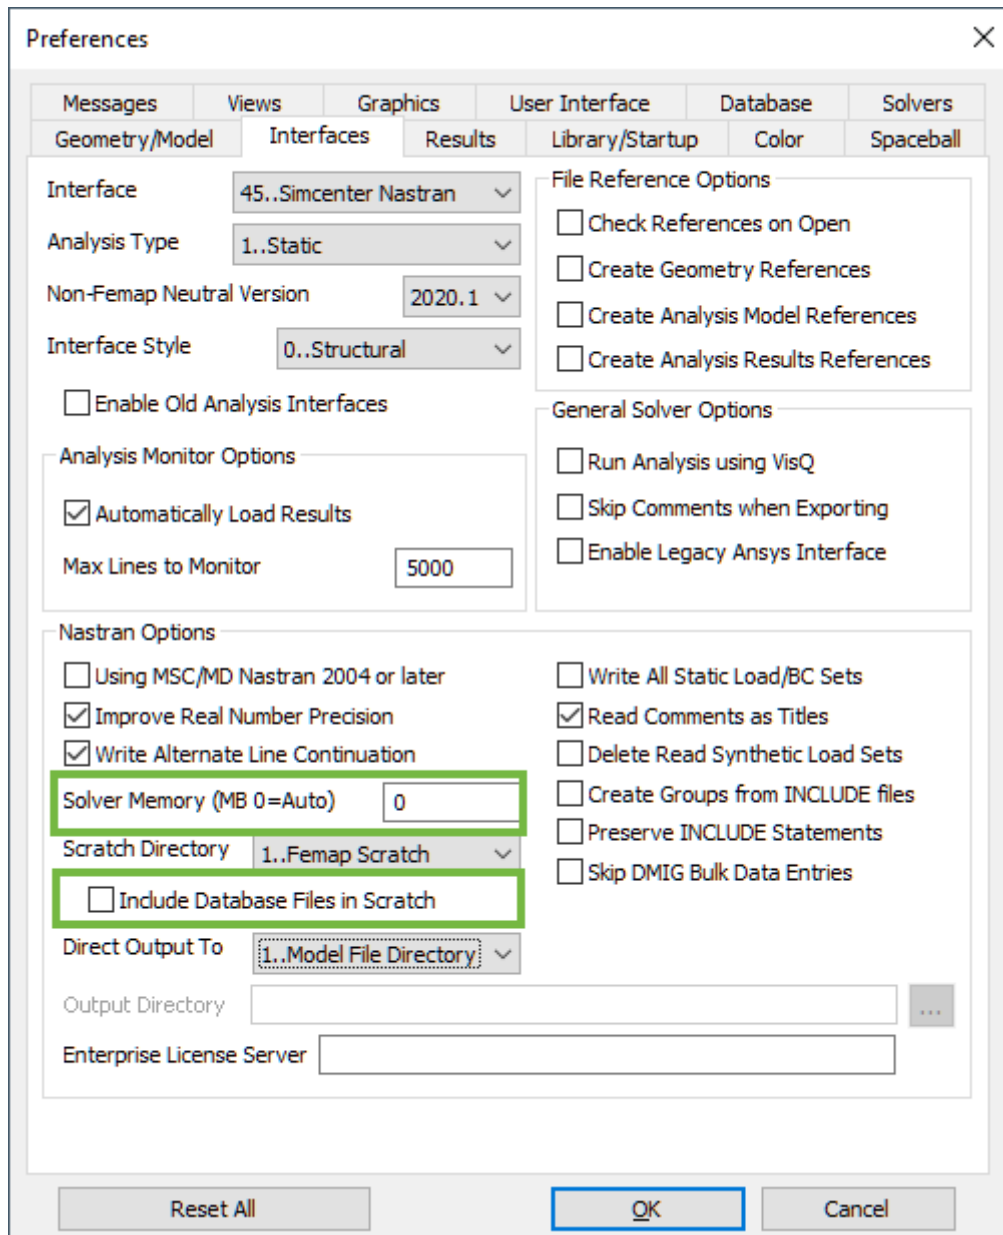 Preferences
Messages Views Graphics User Interface Database Solvers
Geometry/Model Interfaces Results Library/Startup Color Spaceball
Interface 45..Simcenter Nastran
Analysis Type 1..Static
Non-Femap Neutral Version 2020.1
Interface Style 0..Structural
Enable Old Analysis Interfaces
File Reference Options
Check References on Open
Create Geometry References
Create Analysis Model References
Create Analysis Results References
Analysis Monitor Options
Automatically Load Results
Max Lines to Monitor 5000
General Solver Options
Run Analysis using VisQ
Skip Comments when Exporting
Enable Legacy Ansys Interface
Nastran Options
Using MSC/MD Nastran 2004 or later
Improve Real Number Precision
Write Alternate Line Continuation
Solver Memory (MB 0=Auto) 0
Scratch Directory 1..Femap Scratch
Include Database Files in Scratch
Direct Output To 1..Model File Directory
Write All Static Load/BC Sets
Read Comments as Titles
Delete Read Synthetic Load Sets
Create Groups from INCLUDE files
Preserve INCLUDE Statements
Skip DMIG Bulk Data Entries
Output Directory ...
Enterprise License Server
Reset All OK Cancel